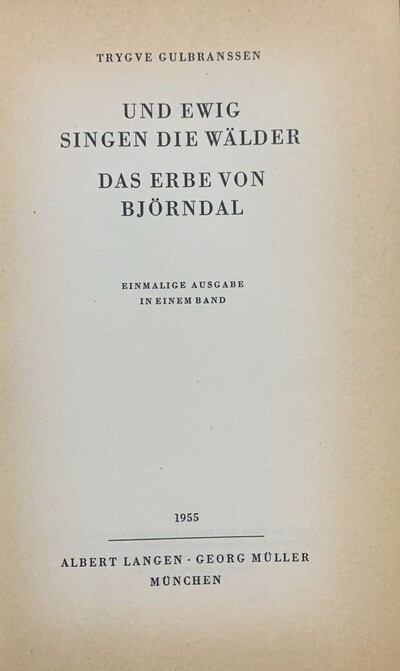 TRYGVE GULBRANSSEN
UND EWIG
SINGEN DIE WÄLDER
DAS ERBE VON
BJÖRNDAL
EINMALIGE AUSGABE
IN EINEM BAND
1955
ALBERT LANGEN · GEORG MÜLLER
MÜNCHEN